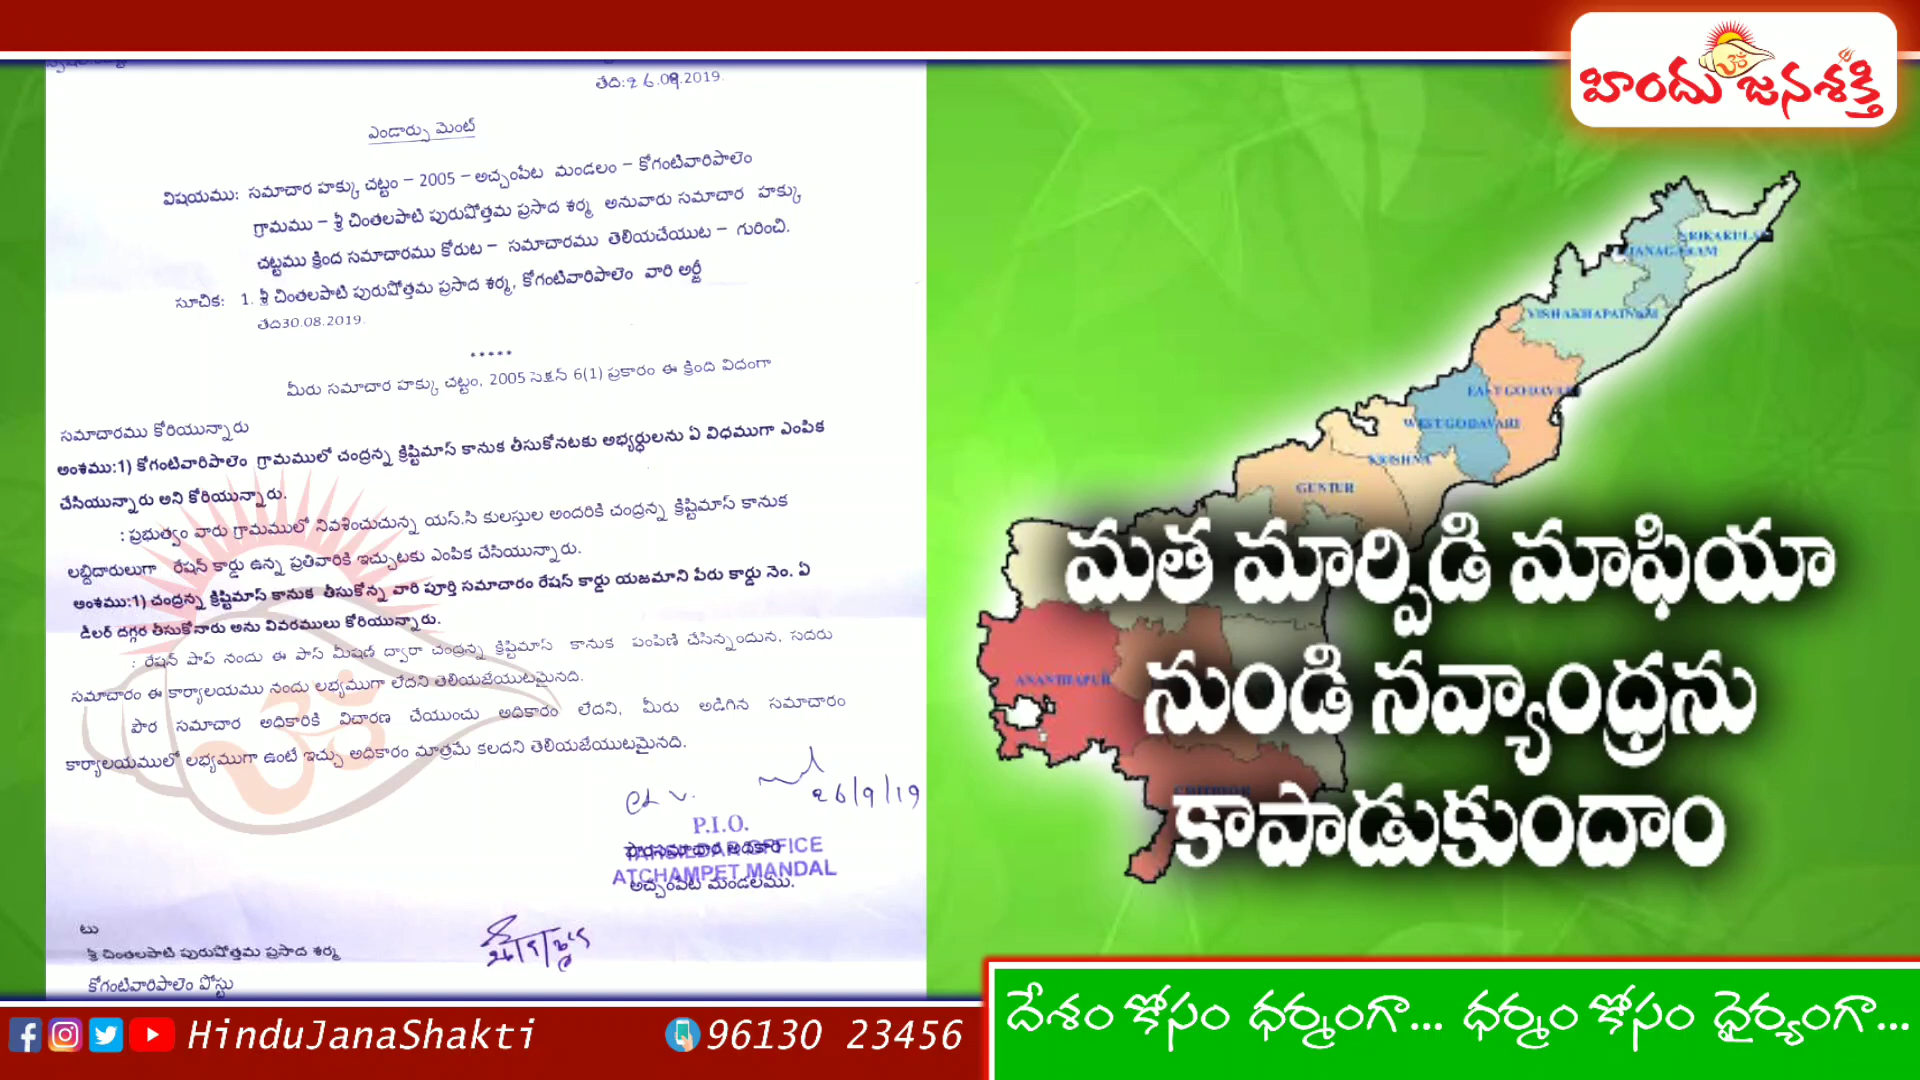 హిందు జనశక్తి
తేది:26.09.2019.
ఎండార్సు మెంట్
విషయము: సమాచార హక్కు చట్టం – 2005 – అచ్చంపేట మండలం – కోగంటివారిపాలెం
గ్రామము – శ్రీ చింతలపాటి పురుషోత్తమ ప్రసాద శర్మ అనువారు సమాచార హక్కు
చట్టము క్రింద సమాచారము కోరుట – సమాచారము తెలియచేయుట – గురించి.
సూచిక: 1. శ్రీ చింతలపాటి పురుషోత్తమ ప్రసాద శర్మ, కోగంటివారిపాలెం వారి అర్జీ
తేది30.08.2019.
*****
మీరు సమాచార హక్కు చట్టం, 2005 సెక్షన్ 6(1) ప్రకారం ఈ క్రింది విదంగా
సమాచారము కోరియున్నారు
అంశము:1) కోగంటివారిపాలెం గ్రామములో చంద్రన్న క్రిష్టిమాస్ కానుక తీసుకోనటకు అభ్యర్ధులను ఏ విధముగా ఎంపిక
చేసియున్నారు అని కోరియున్నారు.
: ప్రభుత్వం వారు గ్రామములో నివశించుచున్న యస్.సి కులస్తుల అందరికి చంద్రన్న క్రిష్టిమాస్ కానుక
లబ్దిదారులుగా రేషన్ కార్డు ఉన్న ప్రతివారికి ఇచ్చుటకు ఎంపిక చేసియున్నారు.
అంశము:1) చంద్రన్న క్రిష్టిమాస్ కానుక తీసుకోన్న వారి పూర్తి సమాచారం రేషన్ కార్డు యజమాని పేరు కార్డు నెం. ఏ
డీలర్ దగ్గర తీసుకోనారు అను వివరములు కోరియున్నారు.
: రేషన్ షాప్ నందు ఈ పాస్ మీషణ్ ద్వారా చంద్రన్న క్రిష్టిమాస్ కానుక పంపిణి చేసిన్నందున, సదరు
సమాచారం ఈ కార్యాలయము నందు లభ్యముగా లేదని తెలియజేయుటమైనది.
పౌర సమాచార అధికారికి విచారణ చేయుంచు అధికారం లేదని, మీరు అడిగిన సమాచారం
కార్యాలయములో లభ్యముగా ఉంటే ఇచ్చు అధికారం మాత్రమే కలదని తెలియజేయుటమైనది.
26/9/19
P.I.O.
పౌరసమాచార అదికారి
TAHSILDAR OFFICE
ATCHAMPET MANDAL
అచ్చంపేట మండలము.
టు
శ్రీ చింతలపాటి పురుషోత్తమ ప్రసాద శర్మ
కోగంటివారిపాలెం పోస్టు
SRIKAKULAM
VISHAKHAPATNAM
EAST GODAVARI
WEST GODAVARI
KRISHNA
GUNTUR
ANANTHAPUR
మత మార్పిడి మాఫియా
నుండి నవ్యాంధ్రను
కాపాడుకుందాం
HinduJanaShakti
96130 23456
దేశం కోసం ధర్మంగా... ధర్మం కోసం ధైర్యంగా...